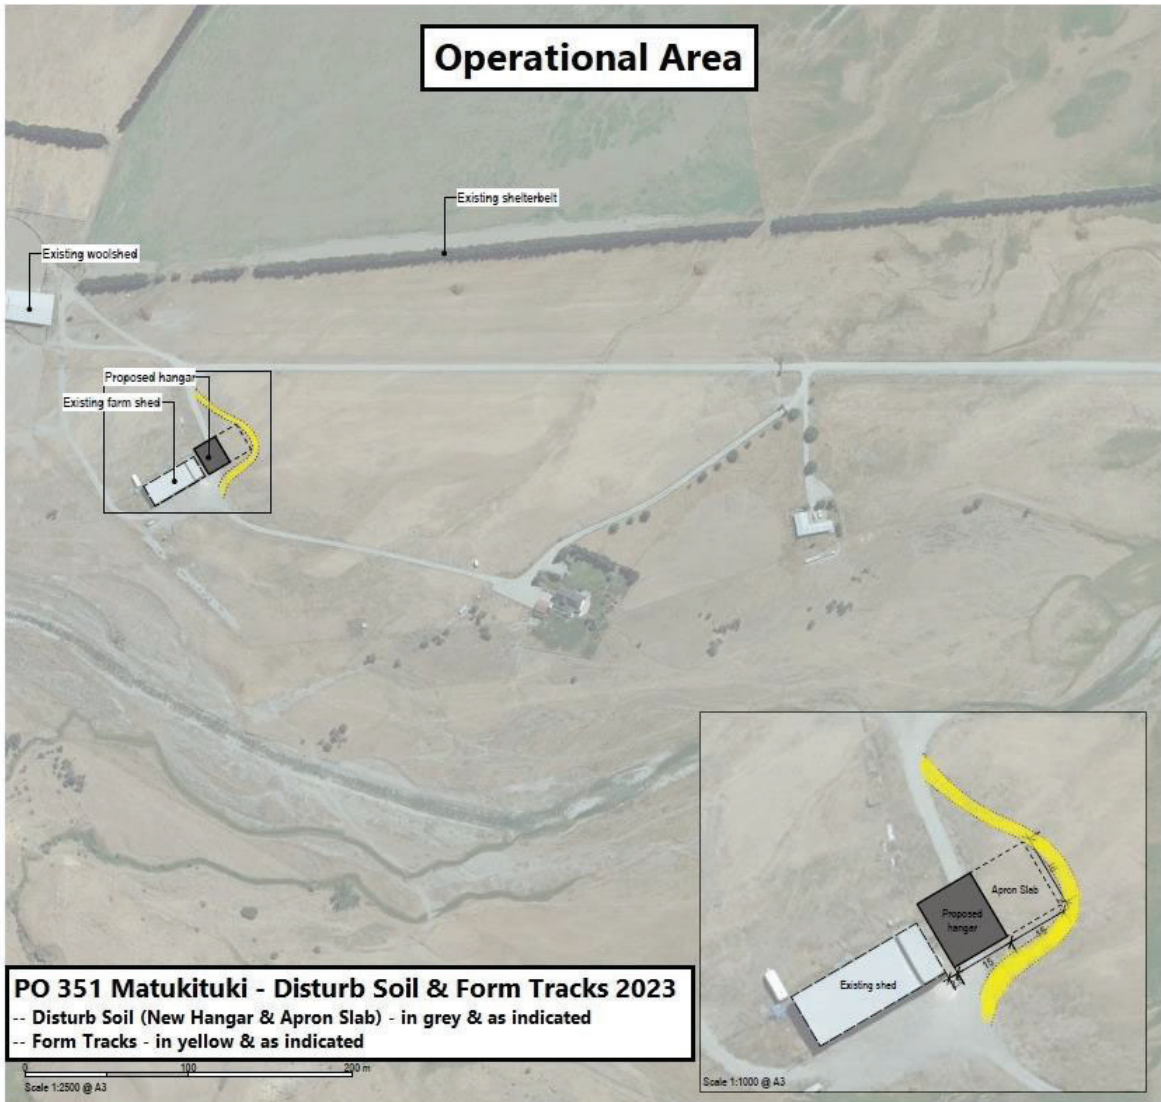 Operational Area
Existing shelterbelt
Existing woolshed
Proposed hangar
Existing farm shed
Apron Slab
Proposed
hangar
15
Existing shed
PO 351 Matukituki - Disturb Soil & Form Tracks 2023
-- Disturb Soil (New Hangar & Apron Slab) - in grey & as indicated
-- Form Tracks - in yellow & as indicated
0 100 200 m
Scale 1:2500 @ A3
Scale 1:1000 @ A3